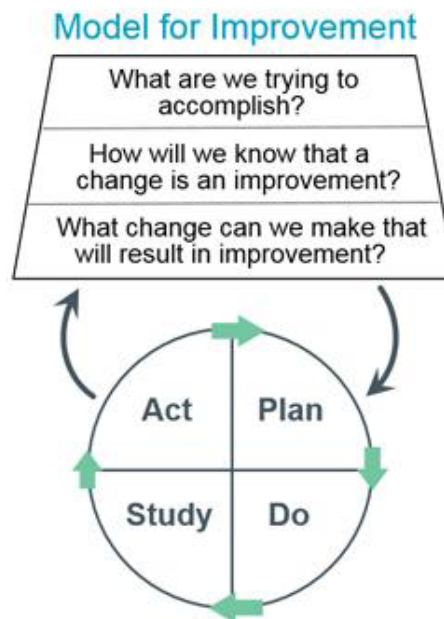 Model for Improvement
What are we trying to
accomplish?
How will we know that a
change is an improvement?
What change can we make that
will result in improvement?
Act
Plan
Study
Do